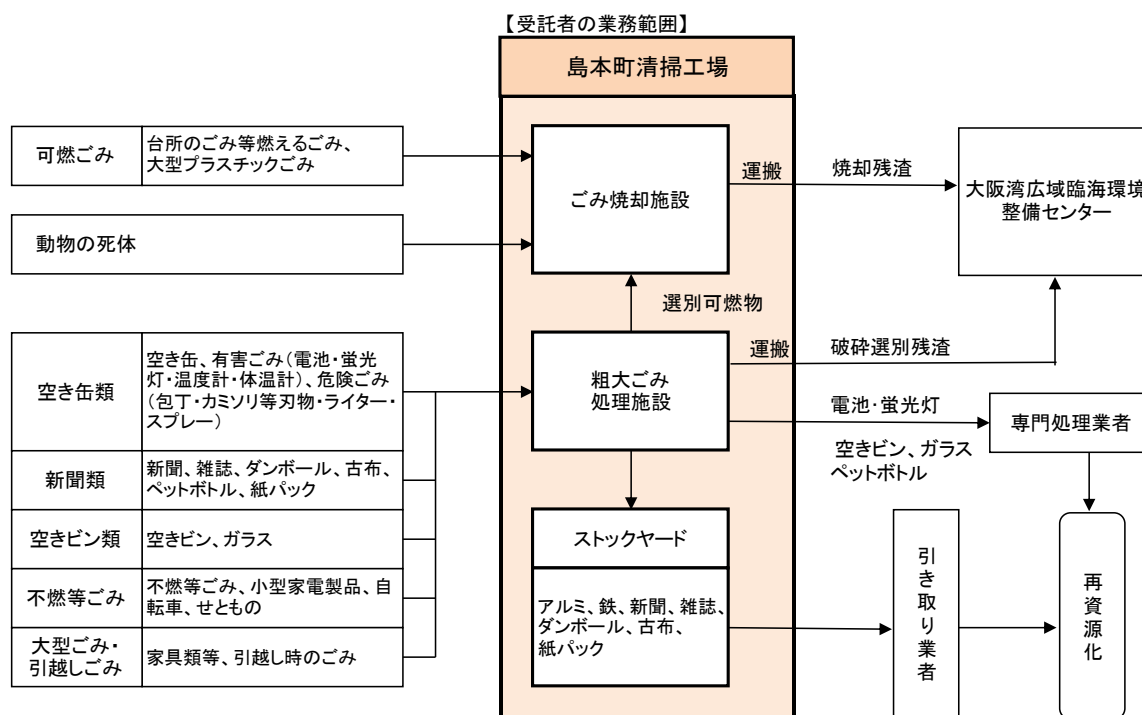 【受託者の業務範囲】
島本町清掃工場
可燃ごみ
台所のごみ等燃えるごみ、
大型プラスチックごみ
動物の死体
ごみ焼却施設
運搬
焼却残渣
大阪湾広域臨海環境
整備センター
選別可燃物
空き缶類
空き缶、有害ごみ（電池・蛍光
灯・温度計・体温計）、危険ごみ
（包丁・カミソリ等刃物・ライター・
スプレー）
新聞類
新聞、雑誌、ダンボール、古布、
ペットボトル、紙パック
空きビン類
空きビン、ガラス
不燃等ごみ
不燃等ごみ、小型家電製品、自
転車、せともの
大型ごみ・
引越しごみ
家具類等、引越し時のごみ
粗大ごみ
処理施設
運搬
破砕選別残渣
電池・蛍光灯
空きビン、ガラス
ペットボトル
専門処理業者
ストックヤード
アルミ、鉄、新聞、雑誌、
ダンボール、古布、
紙パック
引き取り業者
再資源化